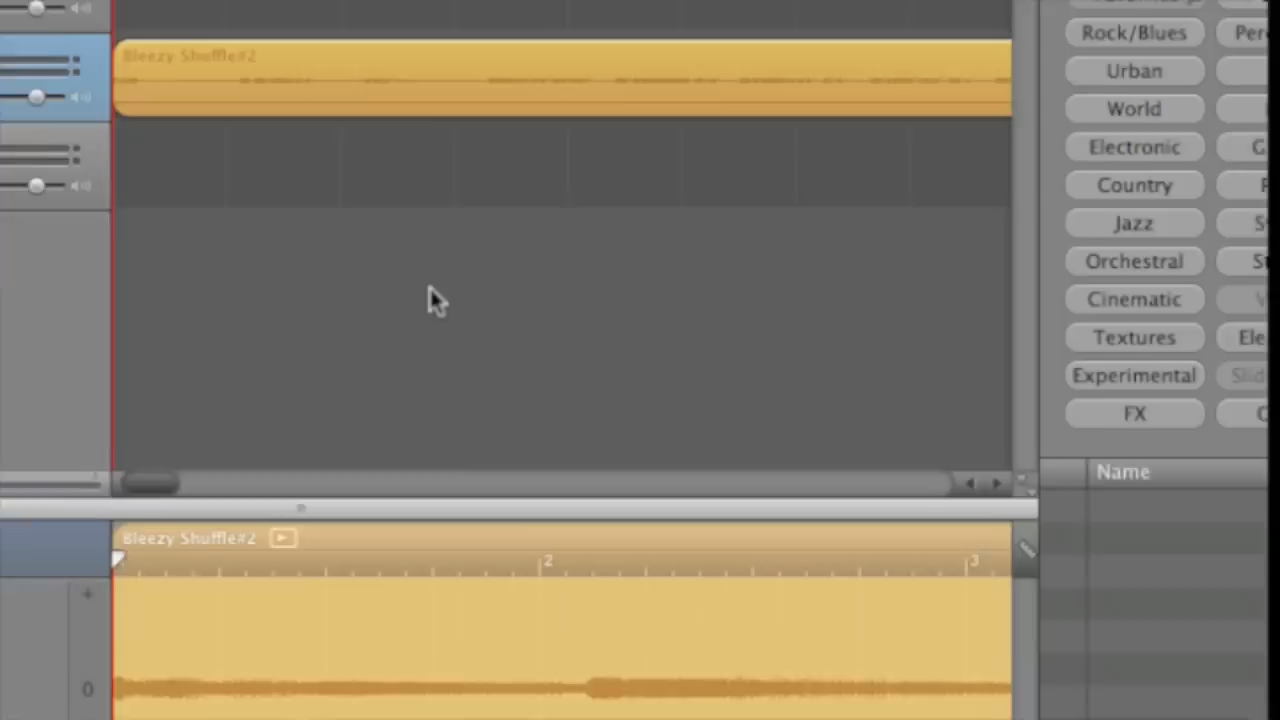 Bleezy Shuffle#2
Rock/Blues
Urban
World
Electronic
Country
Jazz
Orchestral
Cinematic
Textures
Experimental
FX
Name
Bleezy Shuffle#2
2
3
+
0